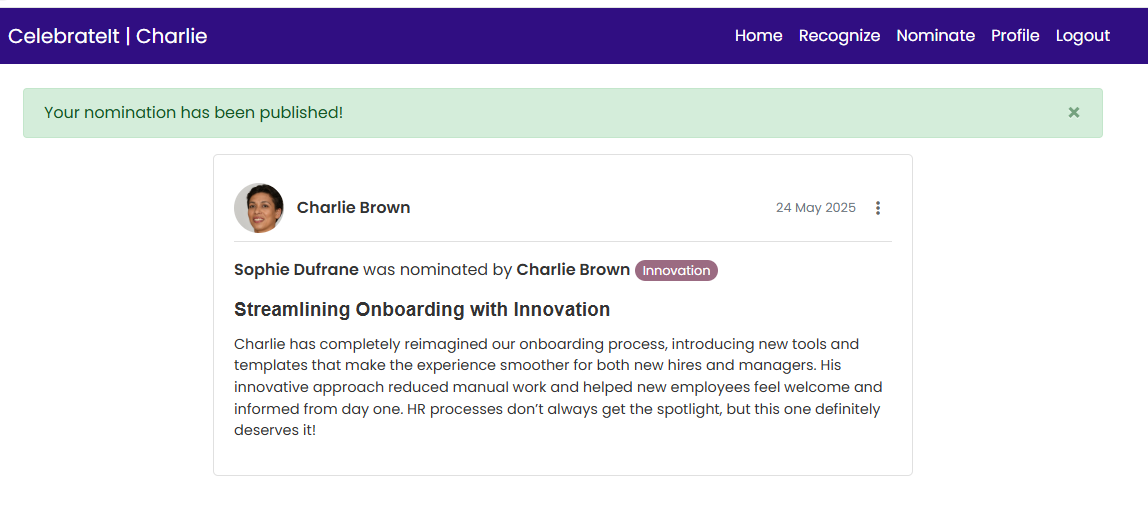 CelebrateIt | Charlie
Home Recognize Nominate Profile Logout
Your nomination has been published!
×
Charlie Brown
24 May 2025
Sophie Dufrane was nominated by Charlie Brown Innovation
Streamlining Onboarding with Innovation
Charlie has completely reimagined our onboarding process, introducing new tools and
templates that make the experience smoother for both new hires and managers. His
innovative approach reduced manual work and helped new employees feel welcome and
informed from day one. HR processes don’t always get the spotlight, but this one definitely
deserves it!